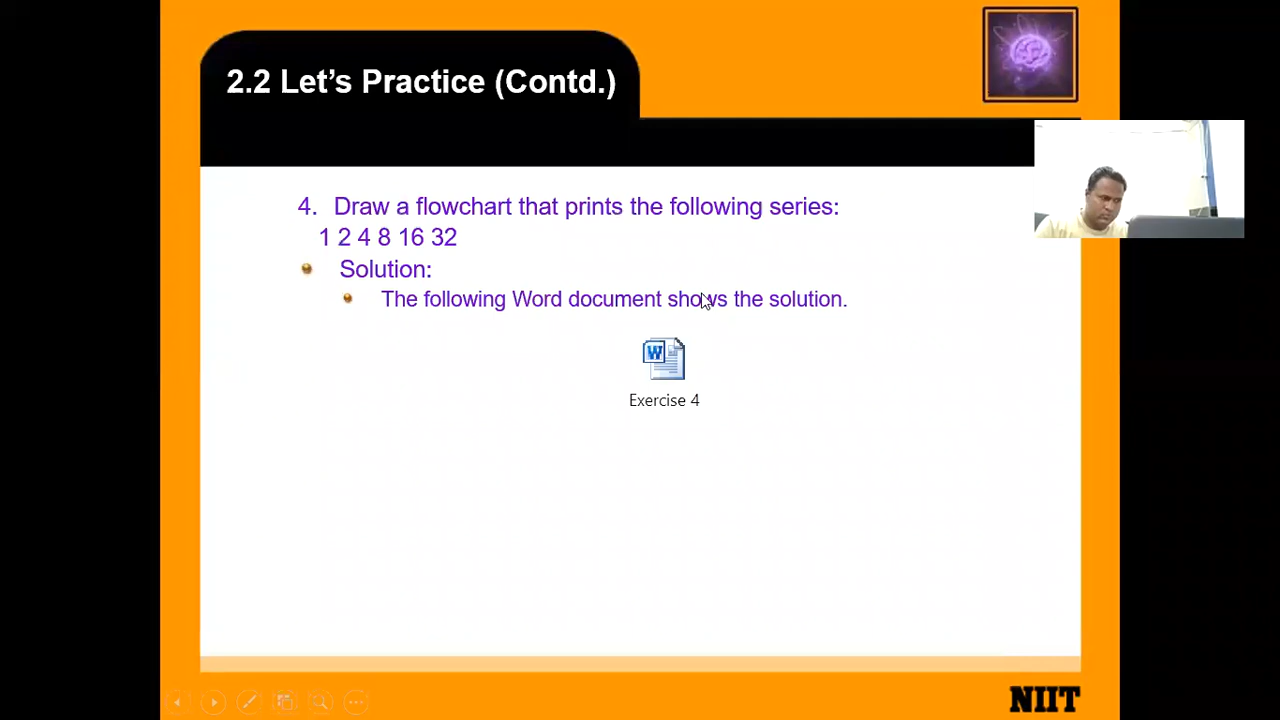 2.2 Let's Practice (Contd.)
4. Draw a flowchart that prints the following series:
1 2 4 8 16 32
Solution:
The following Word document shows the solution.
W
Exercise 4
NIIT